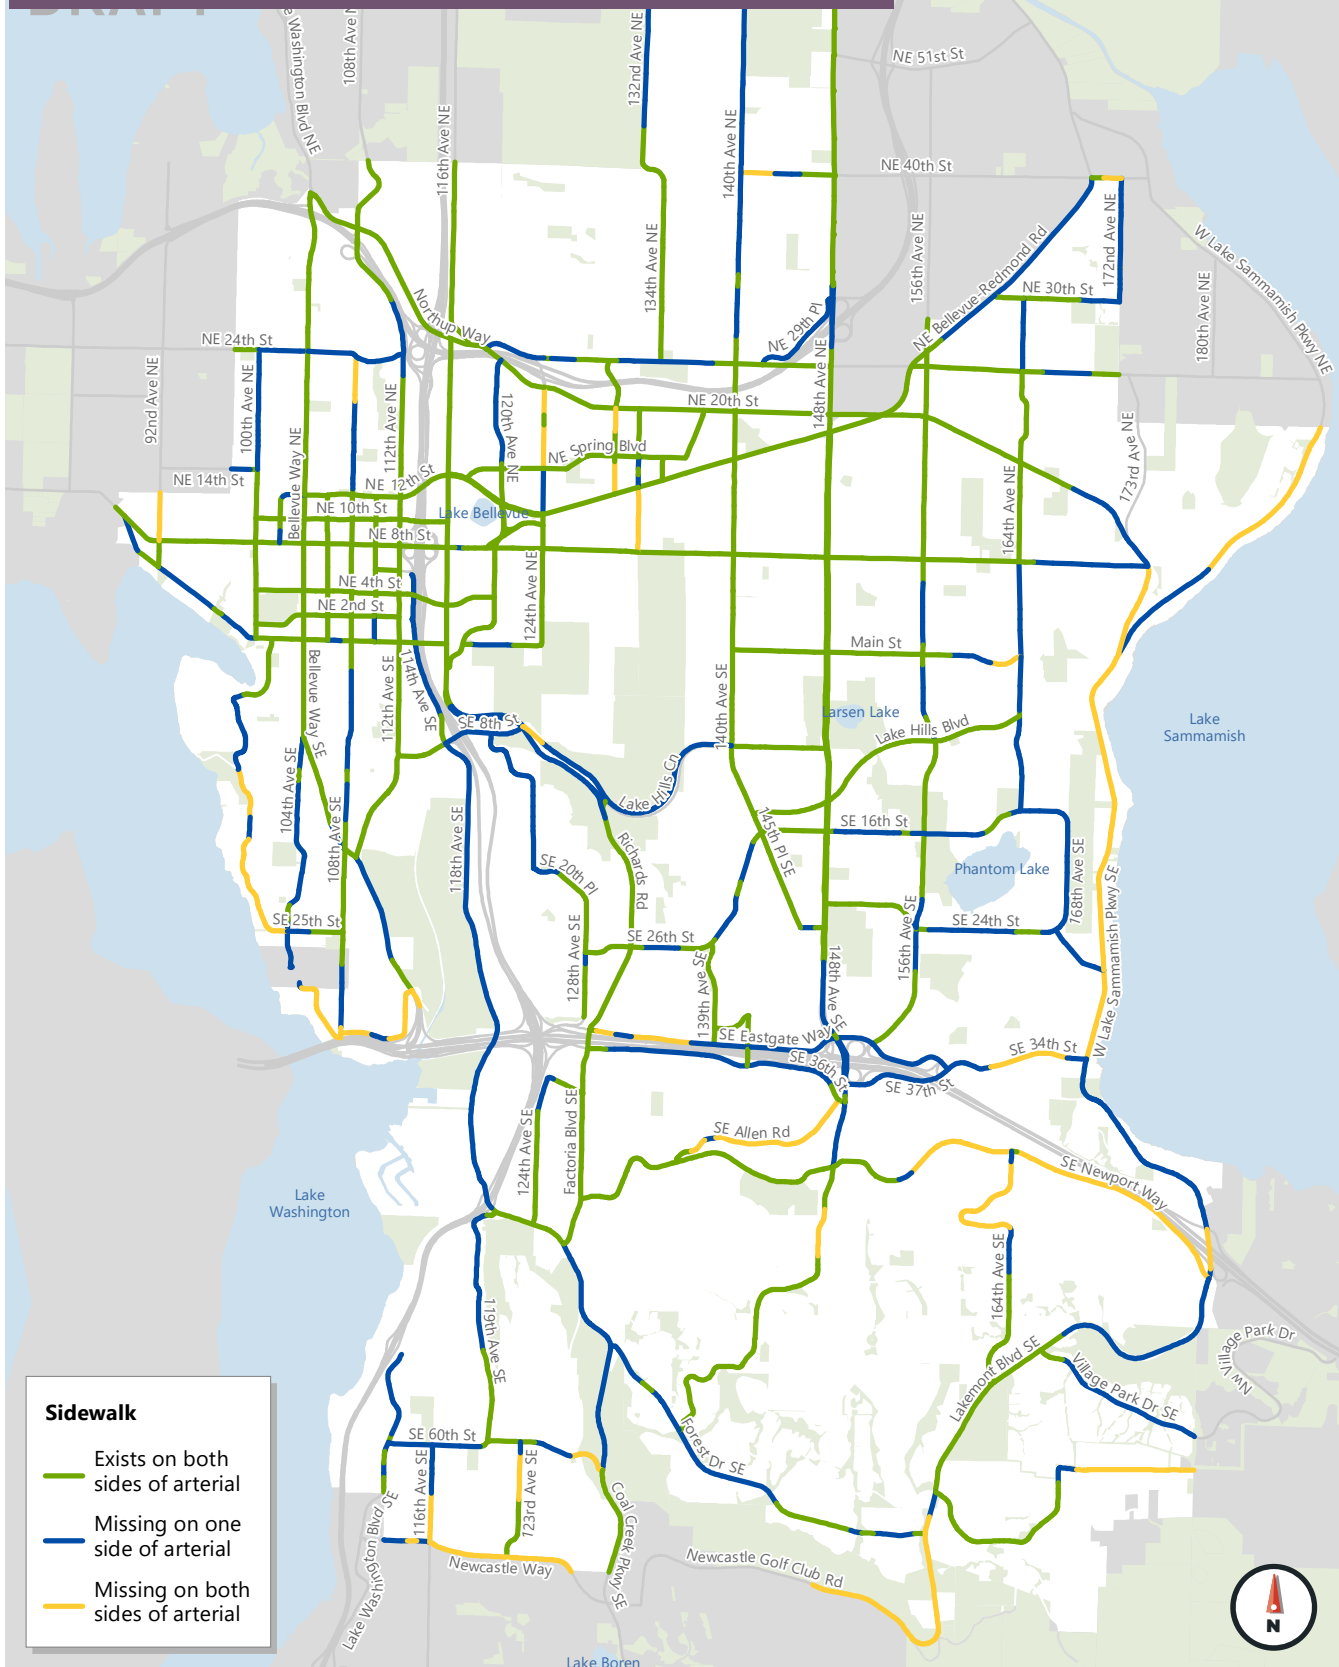 DRAFT
e Washington Blvd NE
108th Ave N
116th Ave NE
132nd Ave NE
140th Ave NE
NE 51st St
NE 40th St
134th Ave NE
156th Ave NE
NE Bellevue-Redmond Rd
172nd Ave NE
W Lake Sammamish Pkwy NE
180th Ave NE
NE 30th St
NE 29th Pl
Northup Way
NE 24th St
148th Ave NE
92nd Ave NE
100th Ave NE
112th Ave NE
120th Ave NE
NE 20th St
Bellevue Way NE
NE Spring Blvd
173rd Ave NE
NE 14th St
NE 12th St
164th Ave NE
NE 10th St
Lake Bellevue
NE 8th St
124th Ave NE
NE 4th St
NE 2nd St
Main St
Bellevue Way SE
112th Ave SE
114th Ave SE
140th Ave SE
SE 8th St
Larsen Lake
Lake Hills Blvd
Lake
Sammamish
104th Ave SE
108th Ave SE
118th Ave SE
Lake Hills Cn
145th Pl SE
SE 16th St
Richards Rd
SE 20th Pl
Phantom Lake
168th Ave SE
W Lake Sammamish Pkwy SE
SE 25th St
128th Ave SE
SE 26th St
139th Ave SE
148th Ave SE
156th Ave SE
SE 24th St
SE Eastgate Way
SE 36th St
SE 34th St
SE 37th St
124th Ave SE
Factoria Blvd SE
SE Allen Rd
SE Newport Way
Lake
Washington
164th Ave SE
119th Ave SE
Lakemont Blvd SE
Village Park Dr SE
NW Village Park Dr
Sidewalk
Exists on both
sides of arterial
Missing on one
side of arterial
Missing on both
sides of arterial
SE 60th St
116th Ave SE
123rd Ave SE
Forest Dr SE
Coal Creek Pkwy SE
Lake Washington Blvd SE
Newcastle Way
Newcastle Golf Club Rd
Lake Boren
N